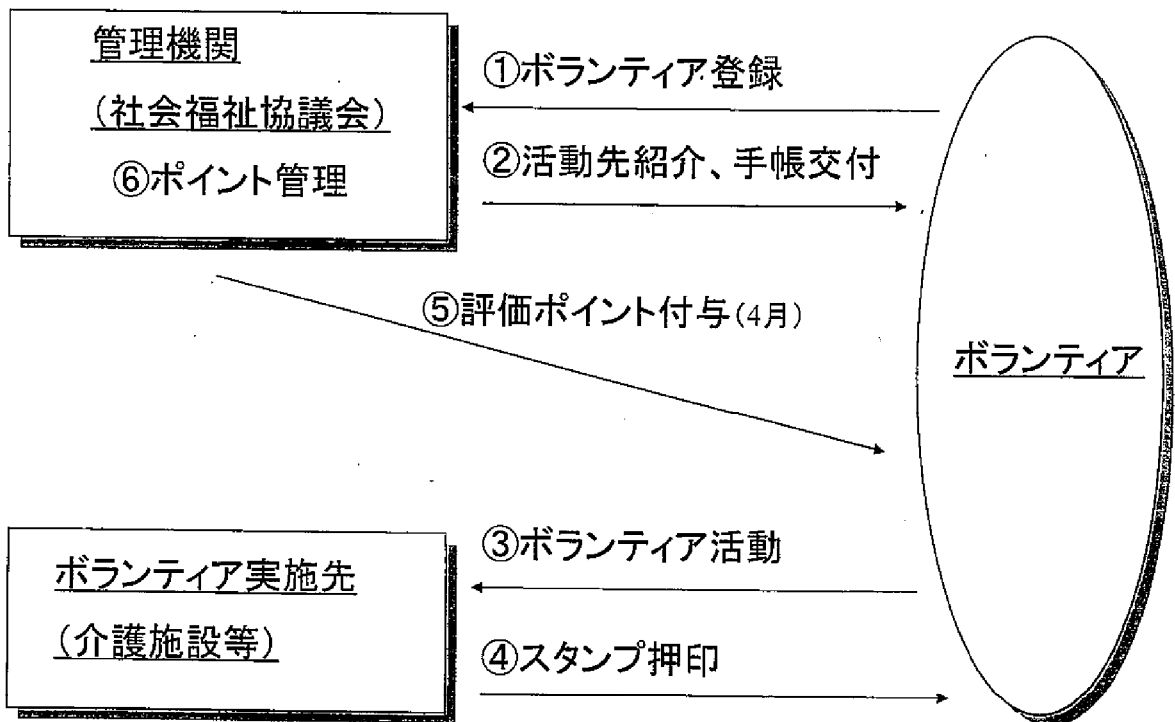 管理機関
(社会福祉協議会)
⑥ポイント管理
①ボランティア登録
②活動先紹介、手帳交付
⑤評価ポイント付与(4月)
ボランティア
③ボランティア活動
ボランティア実施先
(介護施設等)
④スタンプ押印